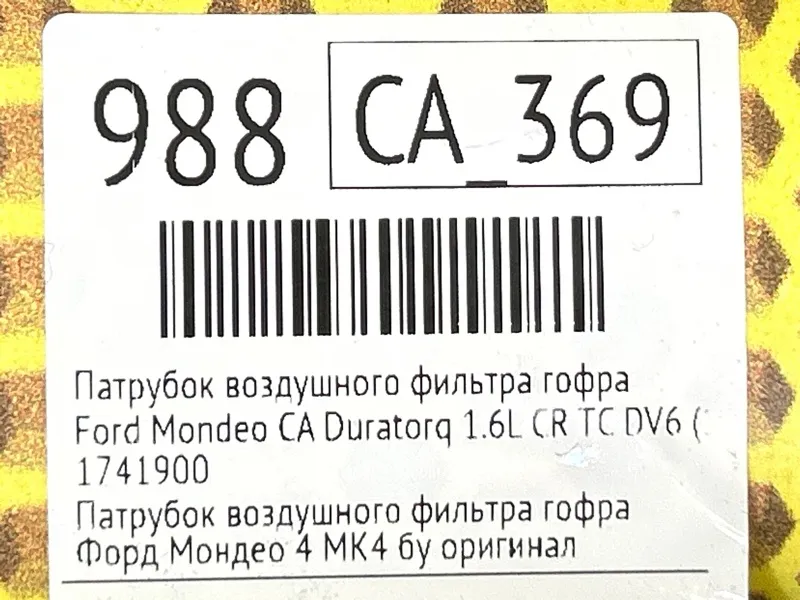 988 CA_369
Патрубок воздушного фильтра гофра
Ford Mondeo CA Duratorq 1.6L CR TC DV6 (
1741900
Патрубок воздушного фильтра гофра
Форд Мондео 4 МК4 бу оригинал